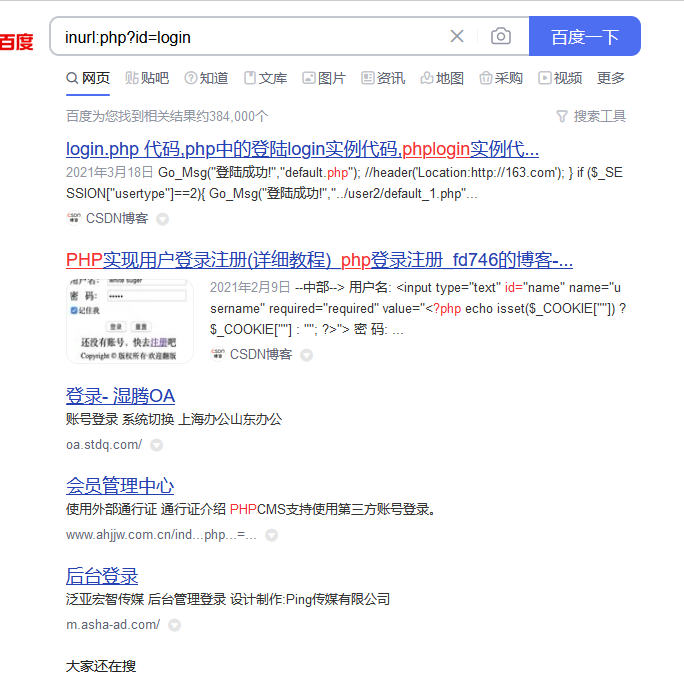 百度 inurl:php?id=login 百度一下
网页 贴吧 知道 文库 图片 资讯 地图 采购 视频 更多
百度为您找到相关结果约384,000个 搜索工具
login.php 代码,php中的登陆login实例代码,phplogin实例代...
2021年3月18日 Go_Msg("登陆成功!","default.php"); //header('Location:http://163.com'); } if ($_SE
SSION["usertype"]==2){ Go_Msg("登陆成功!","../user2/default_1.php"...
CSDN博客
PHP实现用户登录注册(详细教程)_php登录注册_fd746的博客-...
用户名: white suger
密 码: •••••
记住我
登录 重置
还没有账号、快去注册吧
Copyright © 版权所有·欢迎翻版
2021年2月9日 --中部--> 用户名: <input type="text" id="name" name="u
sername" required="required" value="<?php echo isset($_COOKIE[""]) ?
$_COOKIE[""] : ""; ?>"> 密 码: ...
CSDN博客
登录- 湿腾OA
账号登录 系统切换 上海办公山东办公
oa.stdq.com/
会员管理中心
使用外部通行证 通行证介绍 PHPCMS支持使用第三方账号登录。
www.ahjjw.com.cn/ind...php...=...
后台登录
泛亚宏智传媒 后台管理登录 设计制作:Ping传媒有限公司
m.asha-ad.com/
大家还在搜